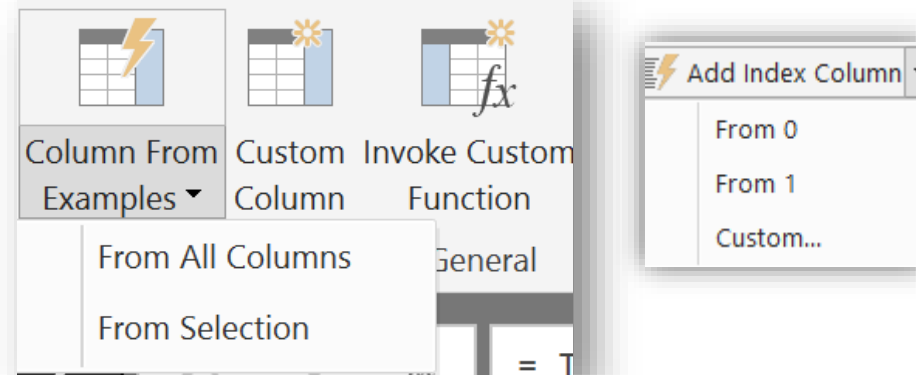 Column From Custom Invoke Custom
Examples Column Function
From All Columns
General
From Selection
= T
Add Index Column
From 0
From 1
Custom...